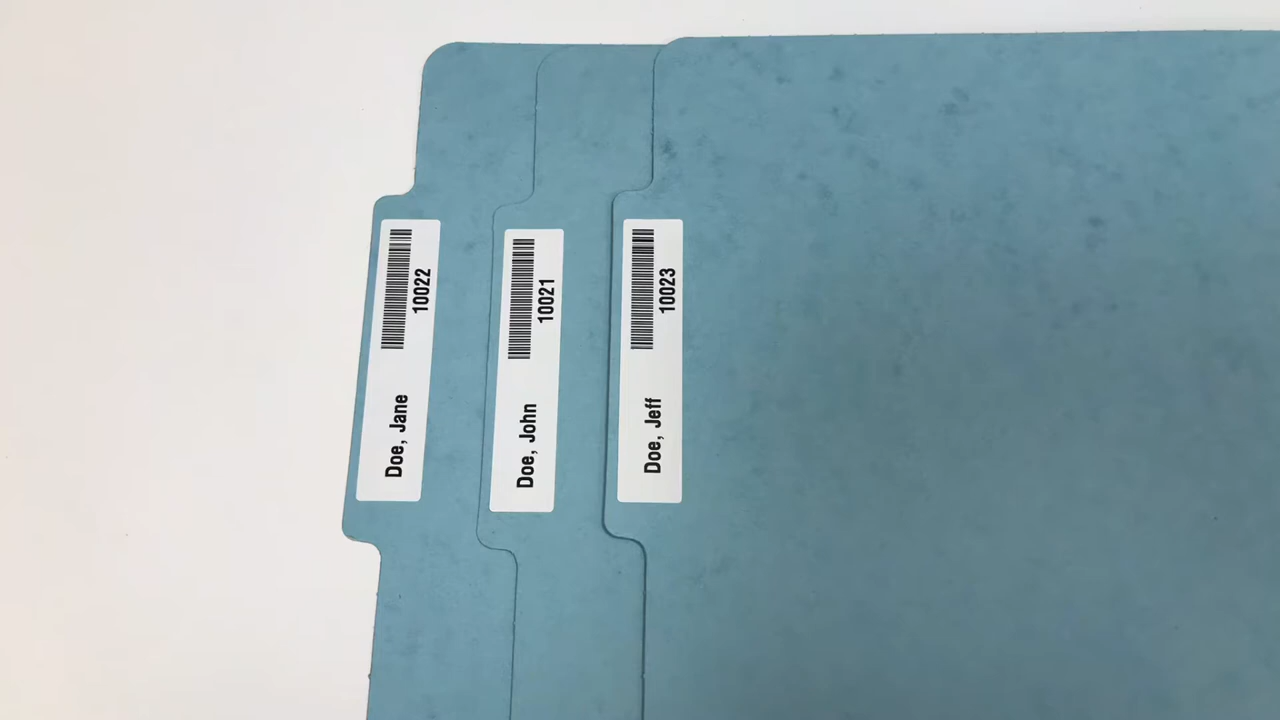 Doe, Jane
10022
Doe, John
10021
Doe, Jeff
10023